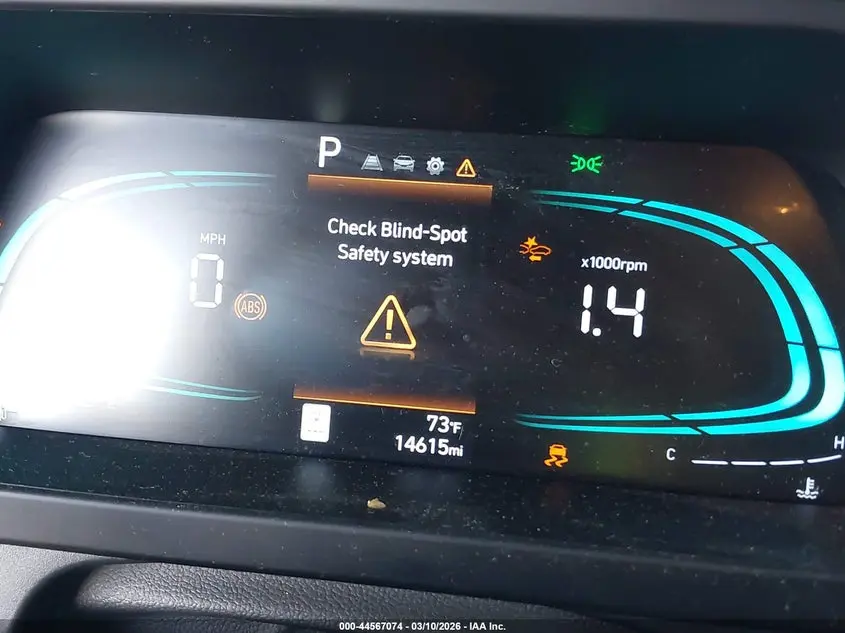 P
Check Blind-Spot
Safety system
MPH
0
ABS
x1000rpm
1.4
73°F
14615mi
C
H
000-44567074 - 03/10/2026 - IAA Inc.